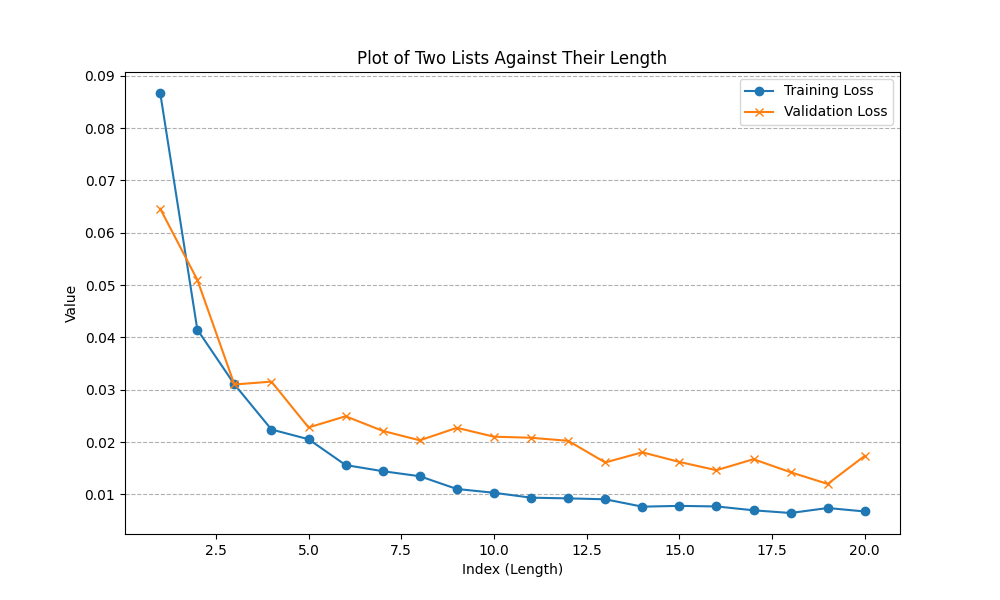 Plot of Two Lists Against Their Length
Training Loss
Validation Loss
Value
0.09
0.08
0.07
0.06
0.05
0.04
0.03
0.02
0.01
2.5 5.0 7.5 10.0 12.5 15.0 17.5 20.0
Index (Length)